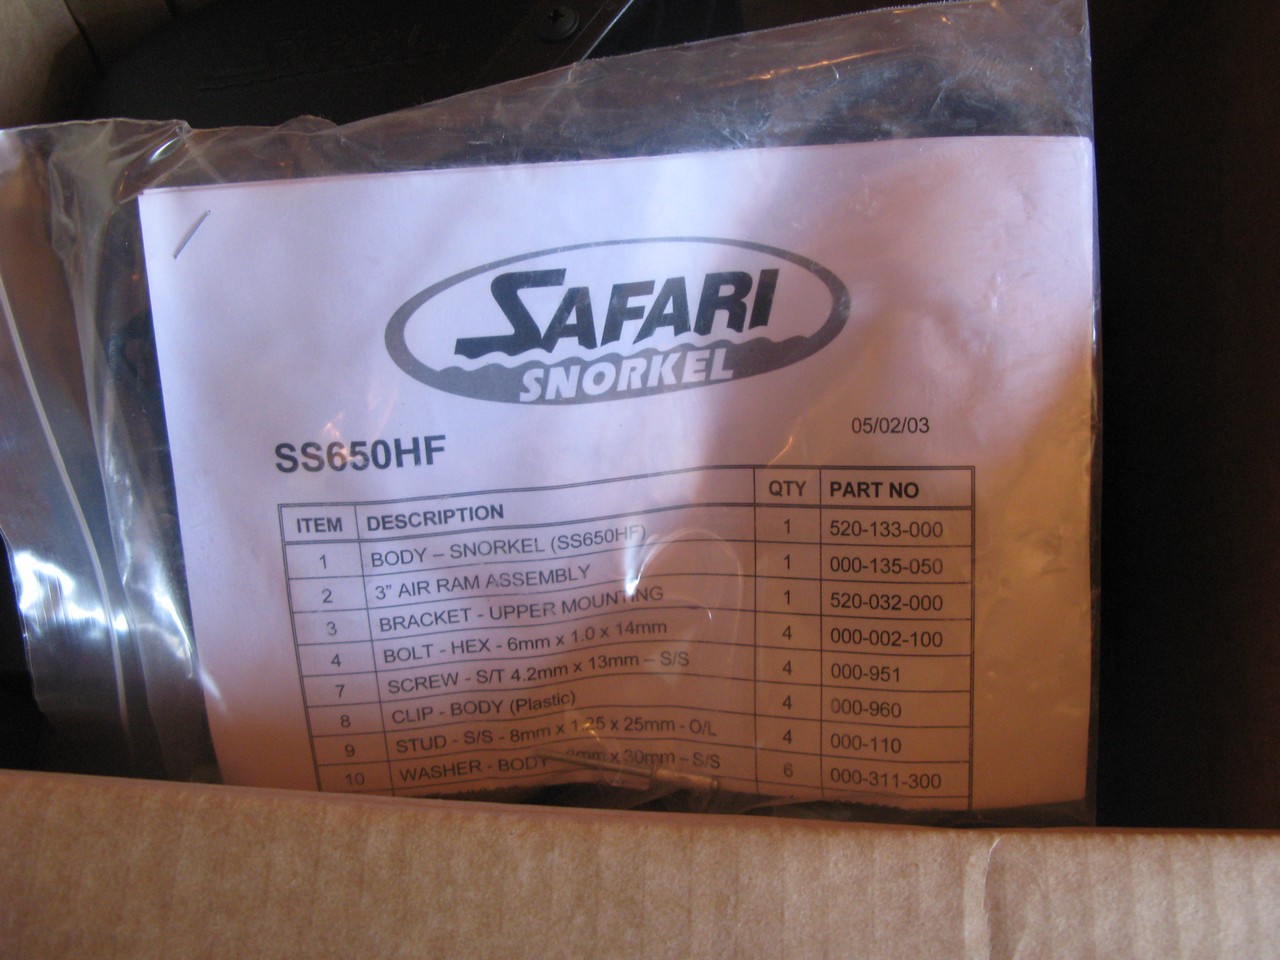 SAFARI
SNORKEL
05/02/03
SS650HF
ITEM DESCRIPTION QTY PART NO
1 BODY – SNORKEL (SS650HF) 1 520-133-000
2 3” AIR RAM ASSEMBLY 1 000-135-050
3 BRACKET - UPPER MOUNTING 1 520-032-000
4 BOLT - HEX - 6mm x 1.0 x 14mm 4 000-002-100
7 SCREW - S/T 4.2mm x 13mm – S/S 4 000-951
8 CLIP - BODY (Plastic) 4 000-960
9 STUD - S/S - 8mm x 1.25 x 25mm - O/L 4 000-110
10 WASHER - BODY x 30mm – S/S 6 000-311-300